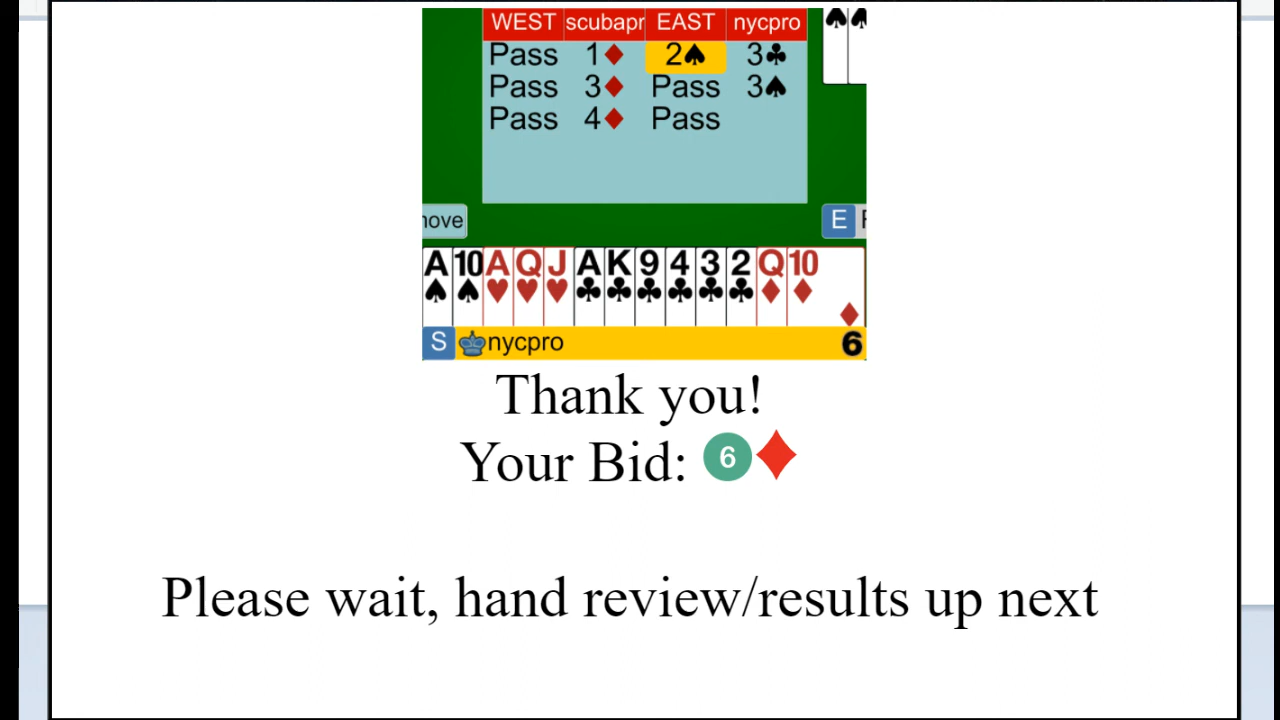 WEST scubapr EAST nycpro
Pass 1♦ 2♠ 3♣
Pass 3♦ Pass 3♠
Pass 4♦ Pass
nove E
A 10 A Q J A K 9 4 3 2 Q 10
S nycpro 6
Thank you!
Your Bid: 6♦
Please wait, hand review/results up next